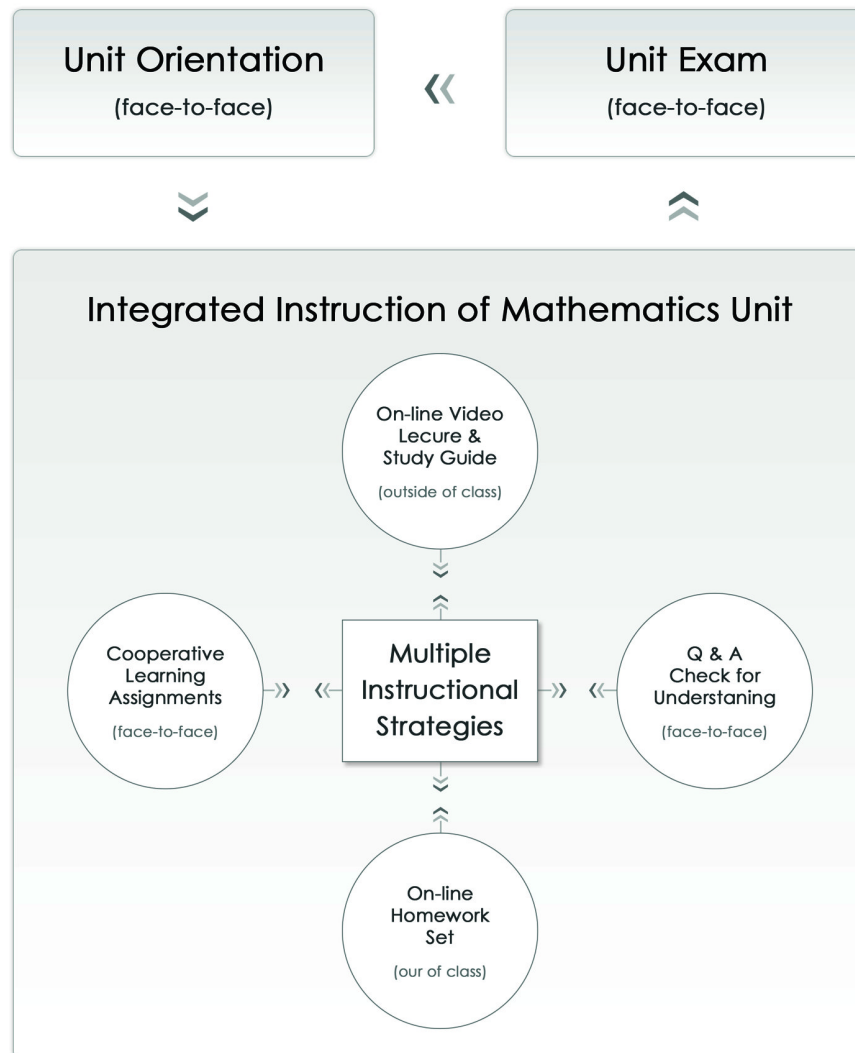 Unit Orientation
(face-to-face)
Unit Exam
(face-to-face)
Integrated Instruction of Mathematics Unit
On-line Video
Lecure &
Study Guide
(outside of class)
Cooperative
Learning
Assignments
(face-to-face)
Multiple
Instructional
Strategies
Q & A
Check for
Understaning
(face-to-face)
On-line
Homework
Set
(our of class)